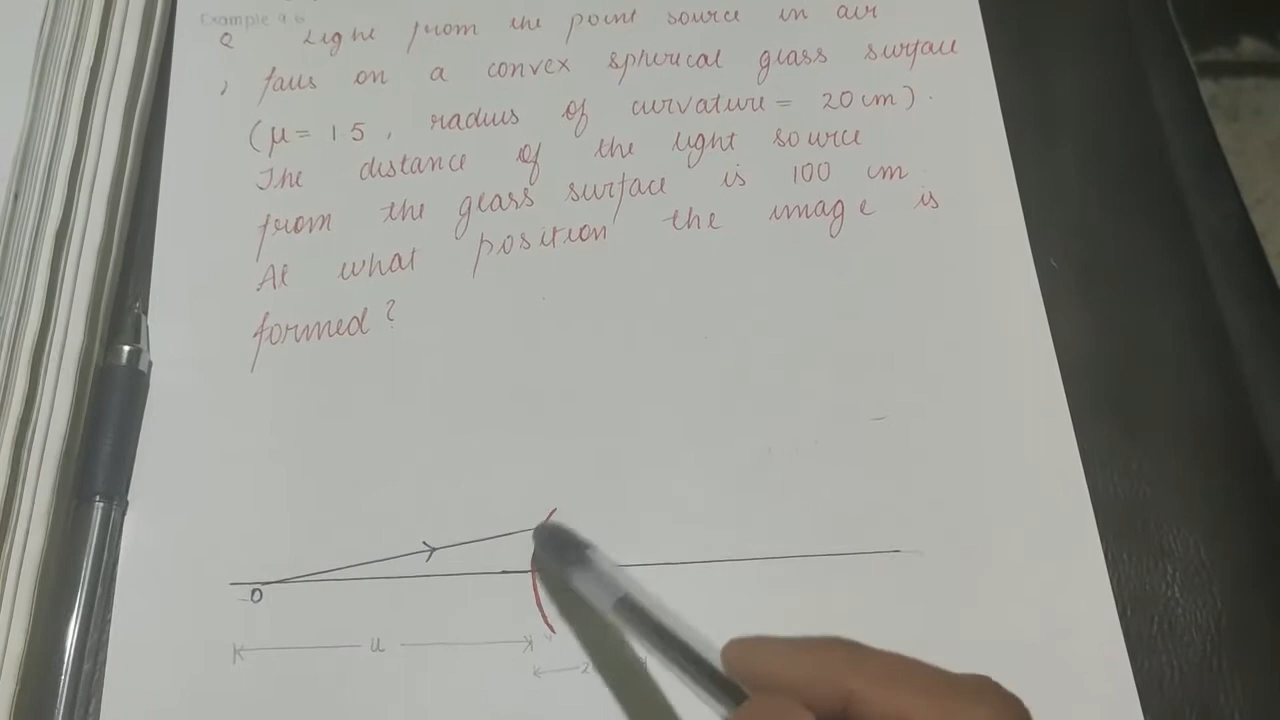 Example 9.6
Q Light from the point source in air
, falls on a convex spherical glass surface
(μ = 1.5, radius of curvature = 20 cm).
The distance of the light source
from the glass surface is 100 cm.
At what position the image is
formed?
O
u
2